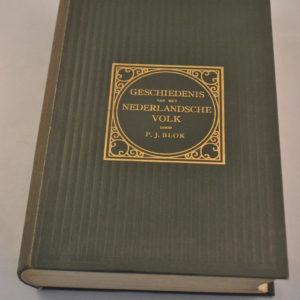 GESCHIEDENIS
VAN HET
NEDERLANDSCHE
VOLK
DOOR
P. J. BLOK